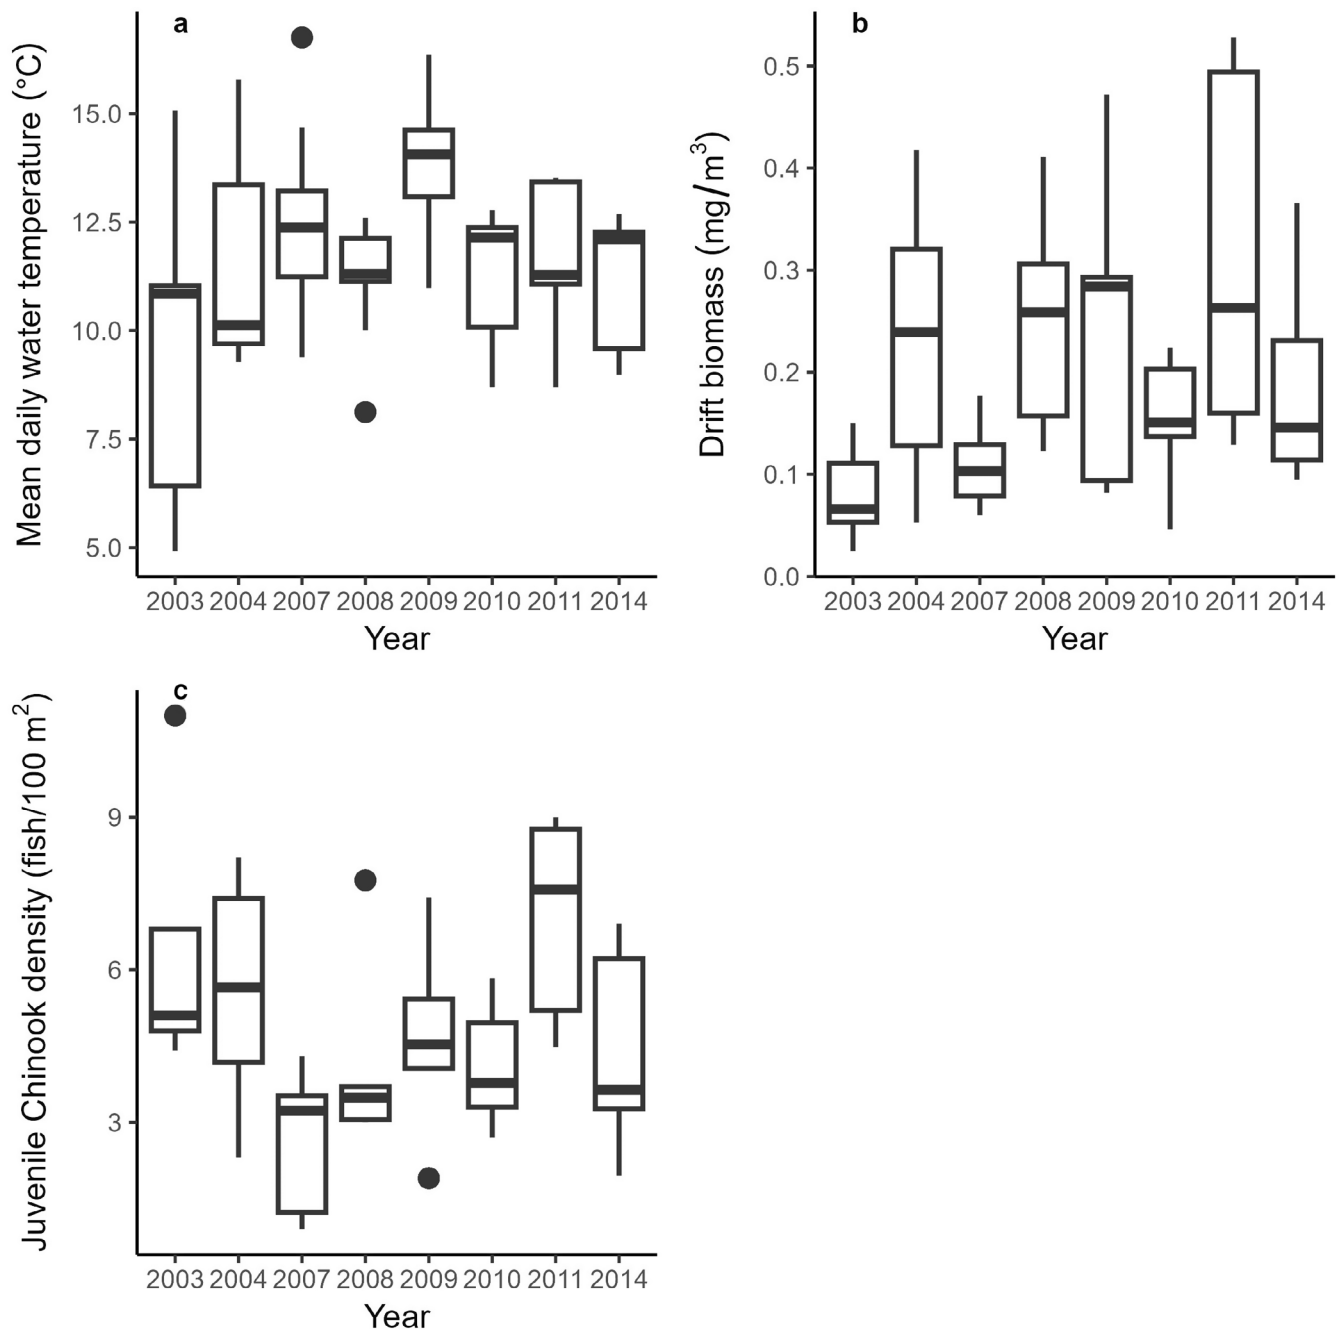 a
Mean daily water temperature (°C)
15.0
12.5
10.0
7.5
5.0
2003 2004 2007 2008 2009 2010 2011 2014
Year
b
Drift biomass (mg/m³)
0.5
0.4
0.3
0.2
0.1
0.0
2003 2004 2007 2008 2009 2010 2011 2014
Year
c
Juvenile Chinook density (fish/100 m²)
9
6
3
2003 2004 2007 2008 2009 2010 2011 2014
Year